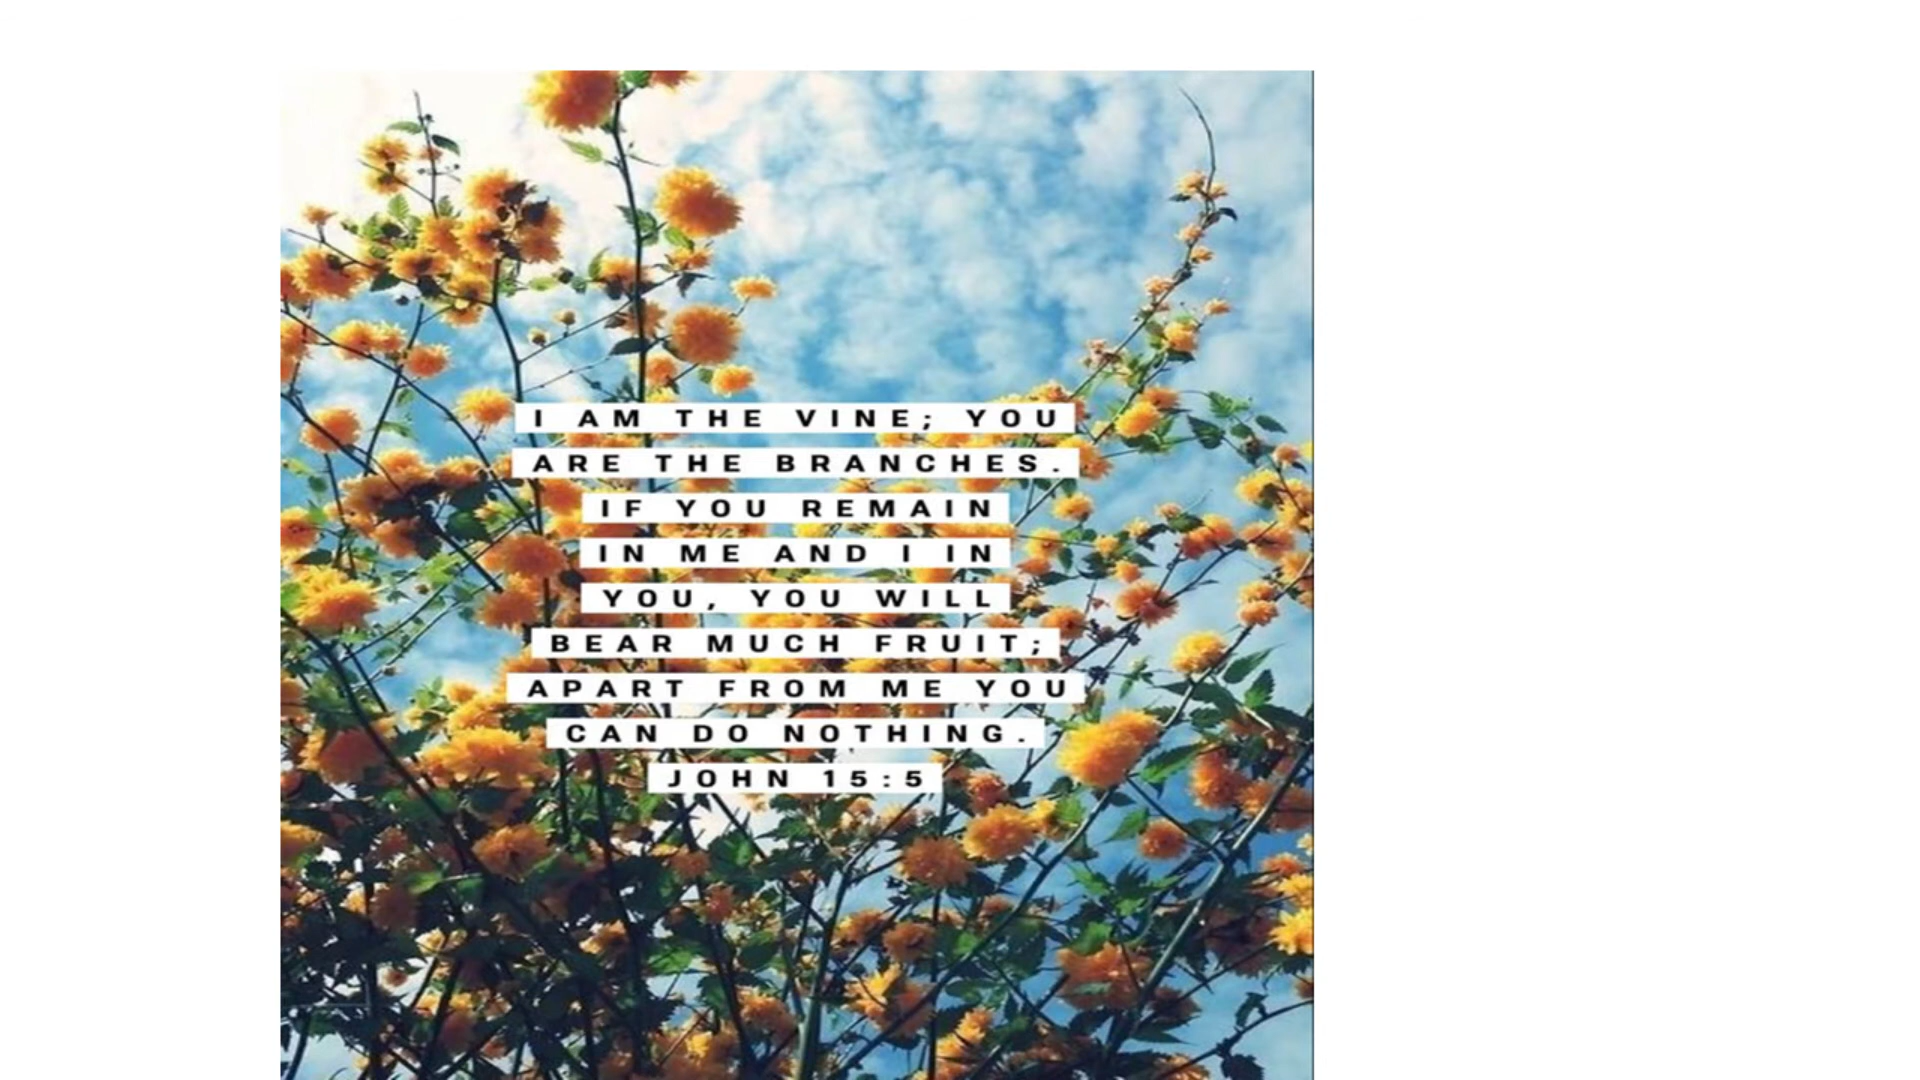 I AM THE VINE; YOU
ARE THE BRANCHES.
IF YOU REMAIN
IN ME AND I IN
YOU, YOU WILL
BEAR MUCH FRUIT;
APART FROM ME YOU
CAN DO NOTHING.
JOHN 15:5